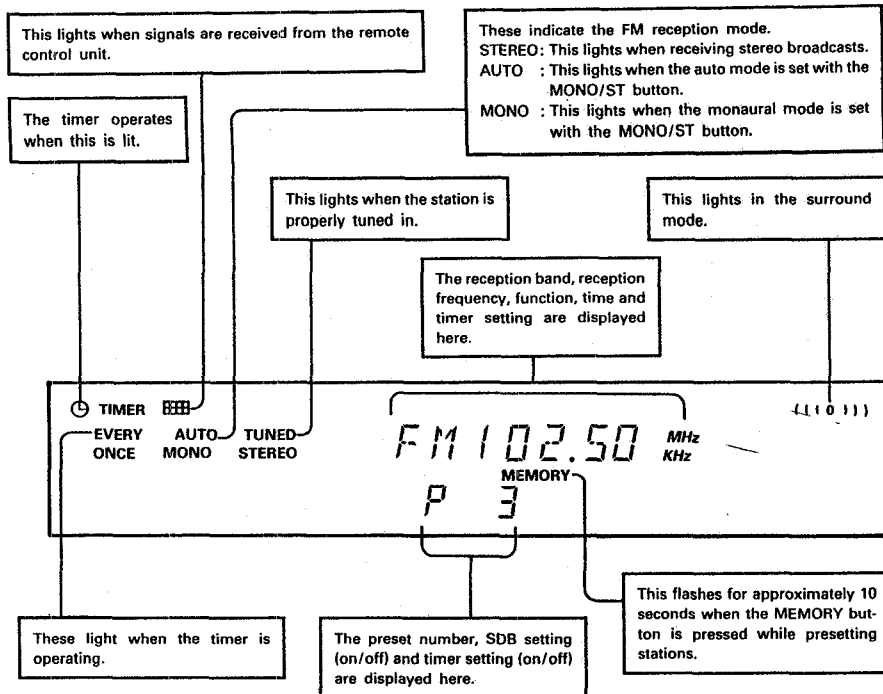 This lights when signals are received from the remote
control unit.
These indicate the FM reception mode.
STEREO: This lights when receiving stereo broadcasts.
AUTO : This lights when the auto mode is set with the
MONO/ST button.
MONO : This lights when the monaural mode is set
with the MONO/ST button.
The timer operates
when this is lit.
This lights when the station is
properly tuned in.
This lights in the surround
mode.
The reception band, reception
frequency, function, time and
timer setting are displayed
here.
TIMER
EVERY AUTO TUNED
ONCE MONO STEREO
FM 102.50 MHz
KHz
MEMORY
P 3
These light when the timer is
operating.
The preset number, SDB setting
(on/off) and timer setting (on/off)
are displayed here.
This flashes for approximately 10
seconds when the MEMORY but-
ton is pressed while presetting
stations.